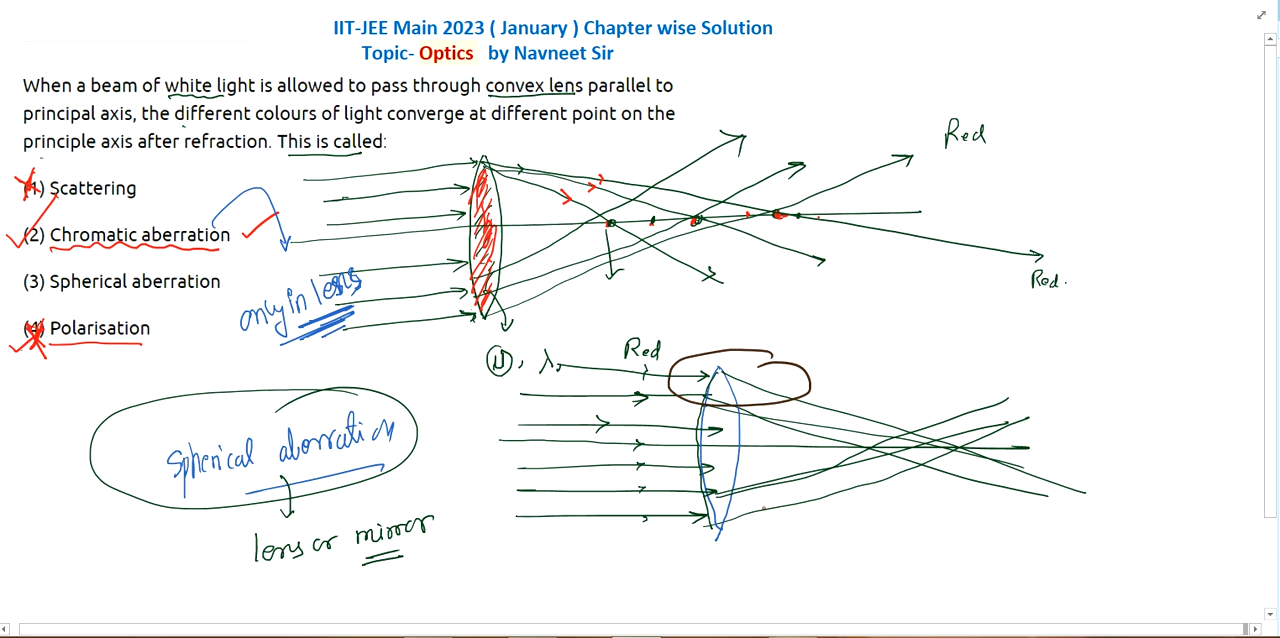 IIT-JEE Main 2023 ( January ) Chapter wise Solution
Topic- Optics by Navneet Sir
When a beam of white light is allowed to pass through convex lens parallel to
principal axis, the different colours of light converge at different point on the
principle axis after refraction. This is called:
(1) Scattering
(2) Chromatic aberration
(3) Spherical aberration
(4) Polarisation
Red
Red.
only in lens
Red
λ,
Spherical aborration
lens or mirror